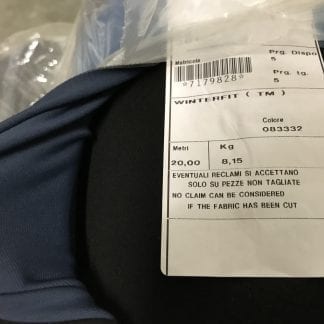 Matricola
Prg. Dispo
5
*7179828*
Prg. tg.
5
WINTERFIT ( TM )
Colore
083332
Metri Kg
20,00 8,15
EVENTUALI RECLAMI SI ACCETTANO
SOLO SU PEZZE NON TAGLIATE
NO CLAIM CAN BE CONSIDERED
IF THE FABRIC HAS BEEN CUT